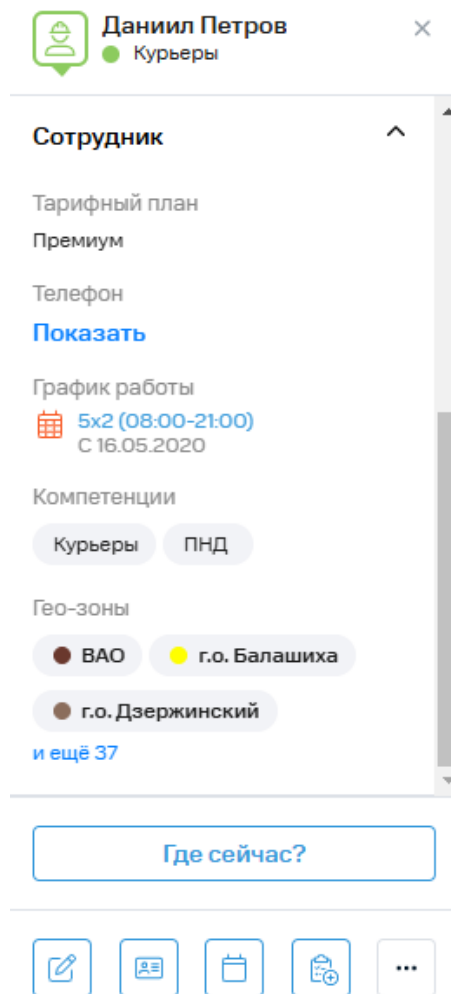 Даниил Петров
Курьеры
Сотрудник
Тарифный план
Премиум
Телефон
Показать
График работы
5x2 (08:00-21:00)
С 16.05.2020
Компетенции
Курьеры ПНД
Гео-зоны
ВАО г.о. Балашиха
г.о. Дзержинский
и ещё 37
Где сейчас?